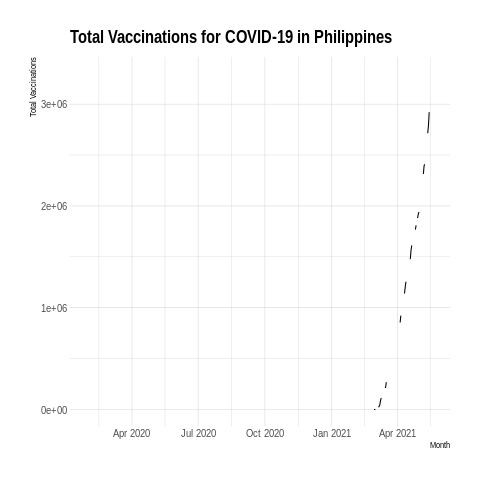 Total Vaccinations for COVID-19 in Philippines
Total Vaccinations
3e+06
2e+06
1e+06
0e+00
Apr 2020 Jul 2020 Oct 2020 Jan 2021 Apr 2021
Month